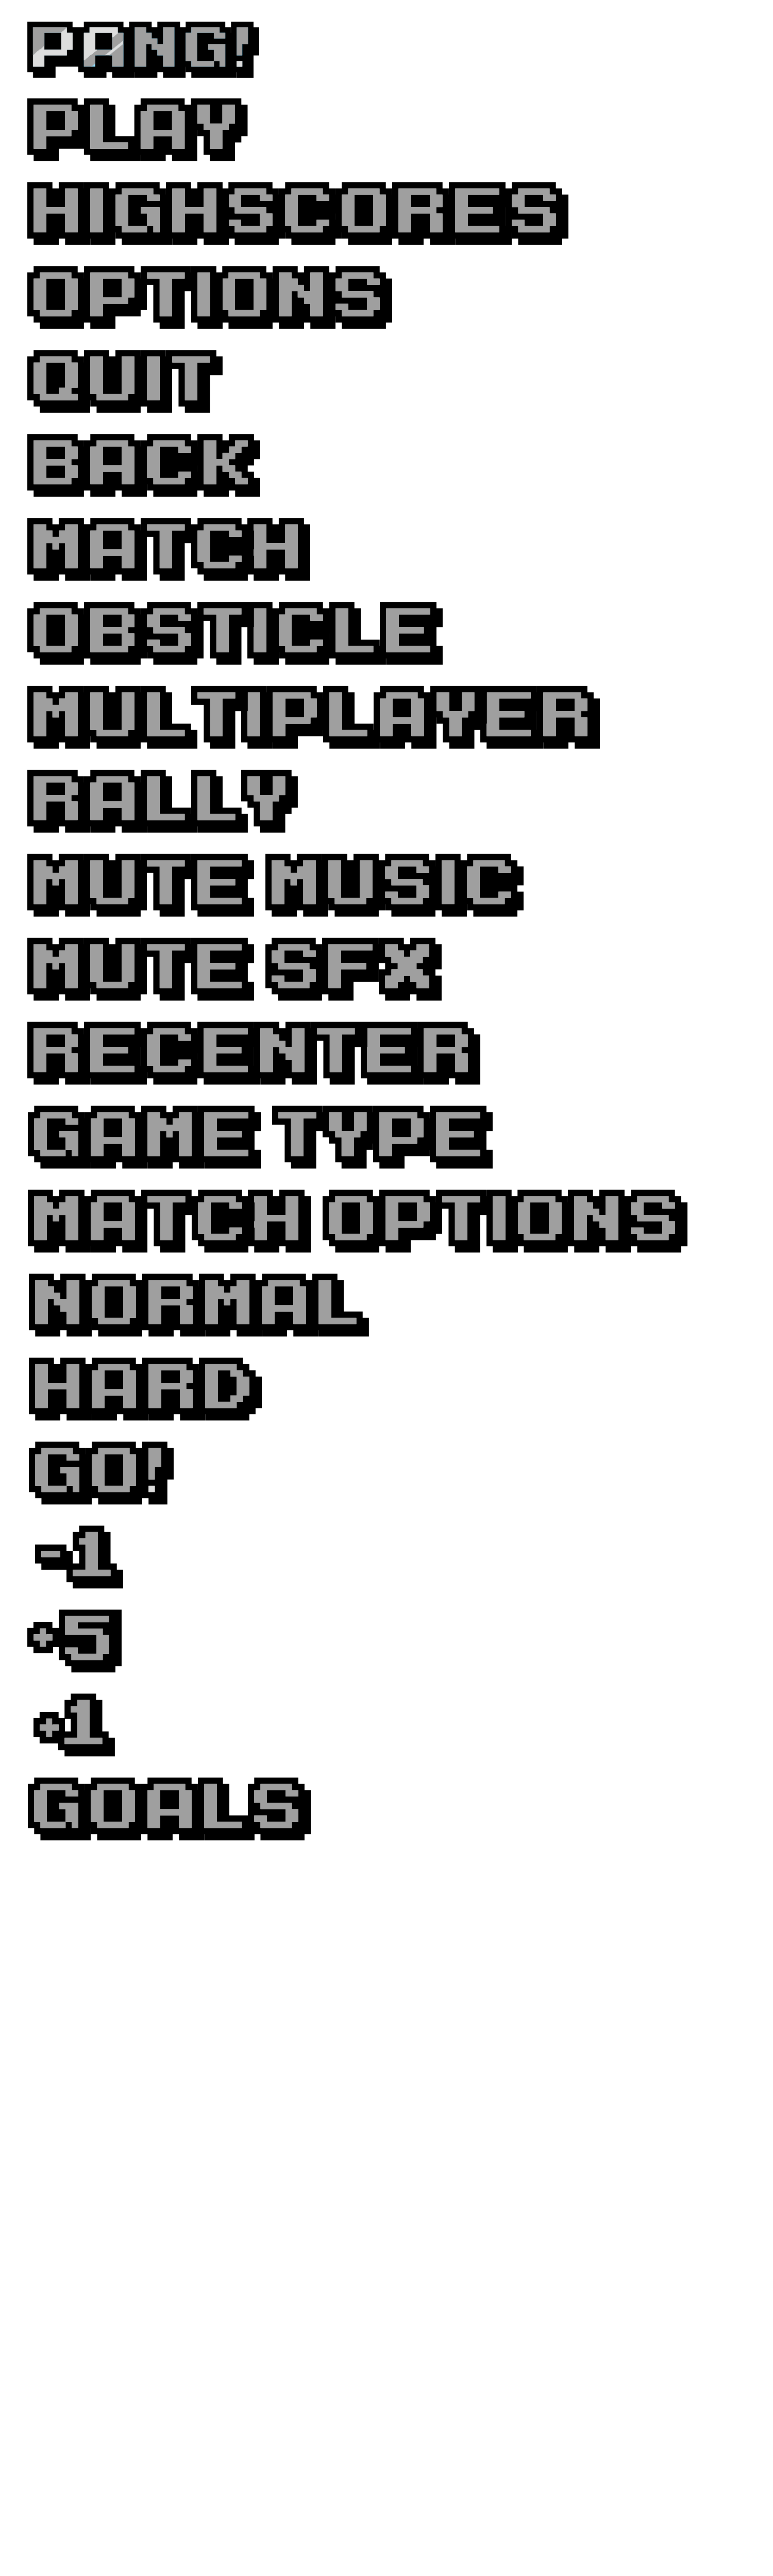 PANG!
PLAY
HIGHSCORES
OPTIONS
QUIT
BACK
MATCH
OBSTICLE
MULTIPLAYER
RALLY
MUTE MUSIC
MUTE SFX
RECENTER
GAME TYPE
MATCH OPTIONS
NORMAL
HARD
GO!
-1
+5
+1
GOALS